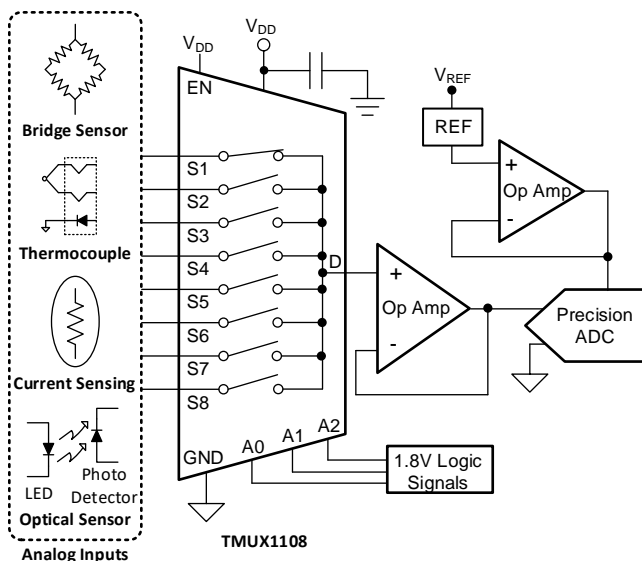 Bridge Sensor
Thermocouple
Current Sensing
LED
Photo
Detector
Optical Sensor
Analog Inputs
VDD
VDD
EN
S1
S2
S3
S4
S5
S6
S7
S8
D
GND
A0
A1
A2
TMUX1108
1.8V Logic
Signals
+
Op Amp
-
VREF
REF
+
Op Amp
-
Precision
ADC